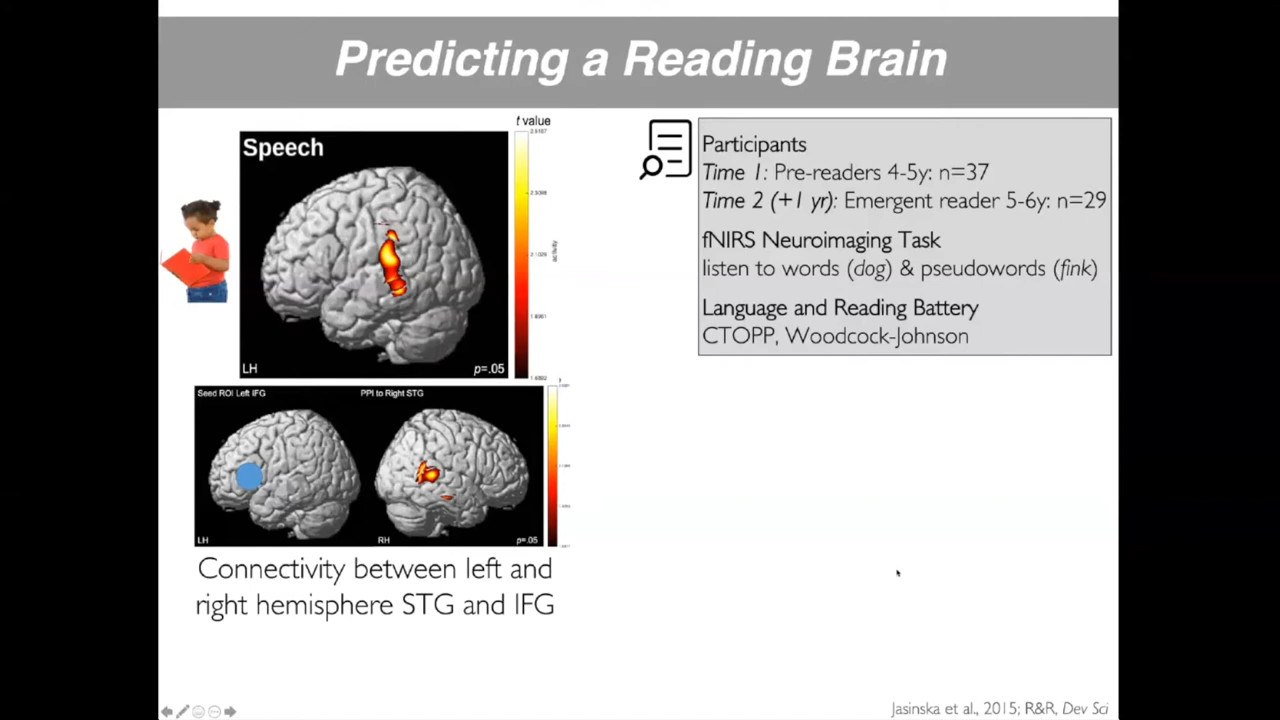 Predicting a Reading Brain
t value
Speech
LH
p=.05
Seed ROI Left IFG
PPI to Right STG
LH
RH
p=.05
Connectivity between left and
right hemisphere STG and IFG
Participants
Time 1: Pre-readers 4-5y: n=37
Time 2 (+1 yr): Emergent reader 5-6y: n=29
fNIRS Neuroimaging Task
listen to words (dog) & pseudowords (fink)
Language and Reading Battery
CTOPP, Woodcock-Johnson
Jasinska et al., 2015; R&R, Dev Sci